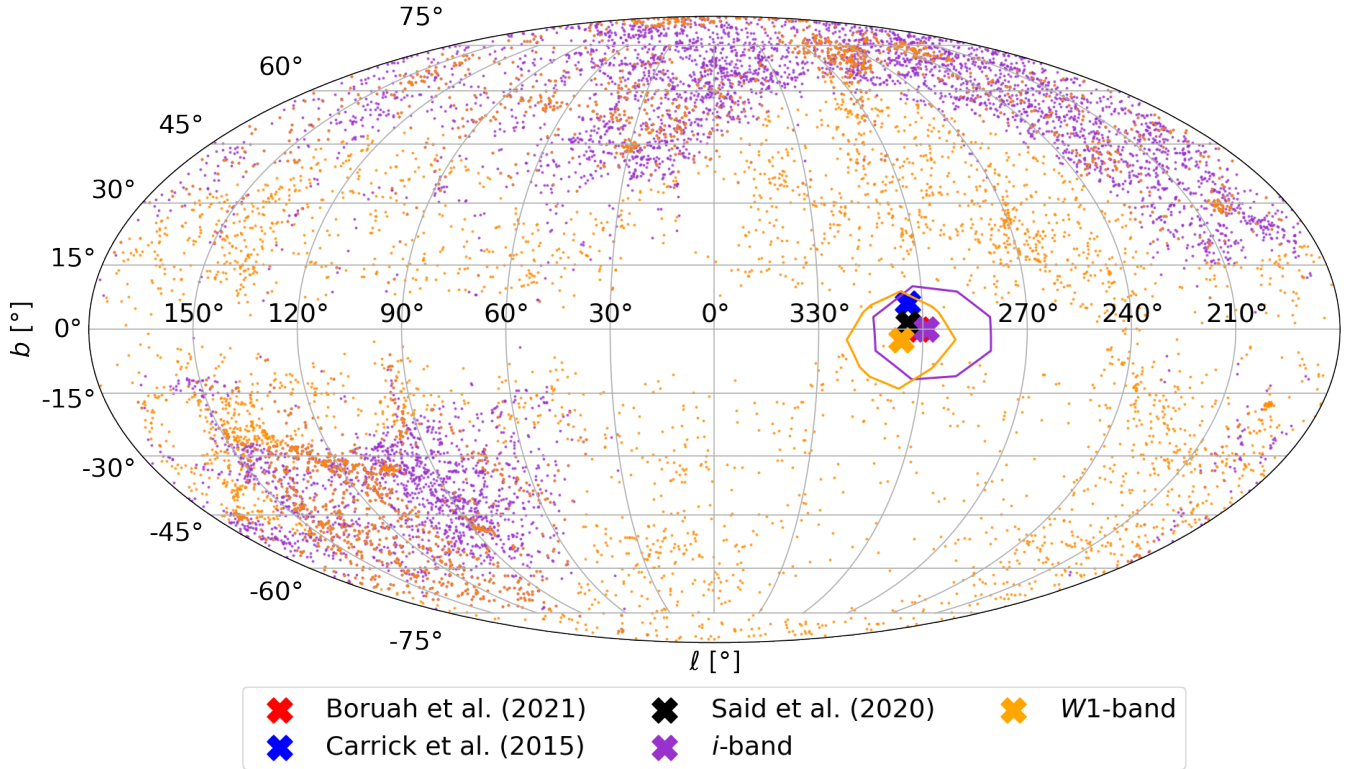 75°
60°
45°
30°
15°
150° 120° 90° 60° 30° 0° 330° 270° 240° 210°
b [°]
0°
-15°
-30°
-45°
-60°
-75°
ℓ [°]
Boruah et al. (2021) Said et al. (2020) W1-band
Carrick et al. (2015) i-band